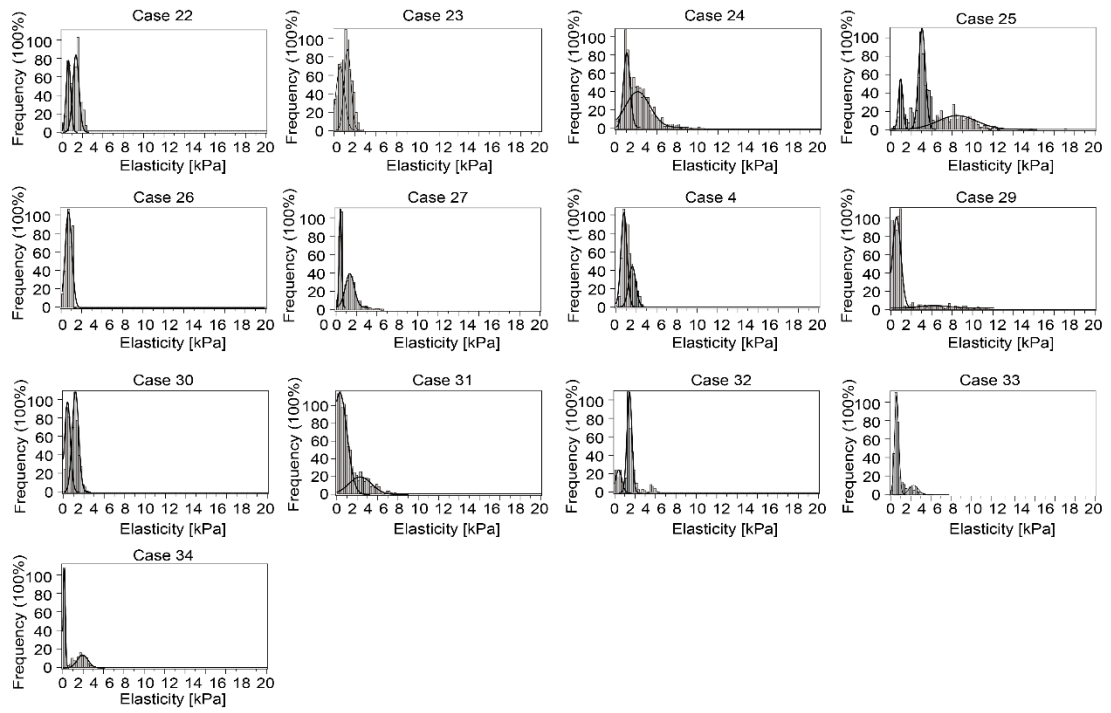 Case 22
Frequency (100%)
100
80
60
40
20
0
0 2 4 6 8 10 12 14 16 18 20
Elasticity [kPa]
Case 23
Frequency (100%)
100
80
60
40
20
0
0 2 4 6 8 10 12 14 16 18 20
Elasticity [kPa]
Case 24
Frequency (100%)
100
80
60
40
20
0
0 2 4 6 8 10 12 14 16 18 20
Elasticity [kPa]
Case 25
Frequency (100%)
100
80
60
40
20
0
0 2 4 6 8 10 12 14 16 18 20
Elasticity [kPa]
Case 26
Frequency (100%)
100
80
60
40
20
0
0 2 4 6 8 10 12 14 16 18 20
Elasticity [kPa]
Case 27
Frequency (100%)
100
80
60
40
20
0
0 2 4 6 8 10 12 14 16 18 20
Elasticity [kPa]
Case 4
Frequency (100%)
100
80
60
40
20
0
0 2 4 6 8 10 12 14 16 18 20
Elasticity [kPa]
Case 29
Frequency (100%)
100
80
60
40
20
0
0 2 4 6 8 10 12 14 16 18 20
Elasticity [kPa]
Case 30
Frequency (100%)
100
80
60
40
20
0
0 2 4 6 8 10 12 14 16 18 20
Elasticity [kPa]
Case 31
Frequency (100%)
100
80
60
40
20
0
0 2 4 6 8 10 12 14 16 18 20
Elasticity [kPa]
Case 32
Frequency (100%)
100
80
60
40
20
0
0 2 4 6 8 10 12 14 16 18 20
Elasticity [kPa]
Case 33
Frequency (100%)
100
80
60
40
20
0
0 2 4 6 8 10 12 14 16 18 20
Elasticity [kPa]
Case 34
Frequency (100%)
100
80
60
40
20
0
0 2 4 6 8 10 12 14 16 18 20
Elasticity [kPa]